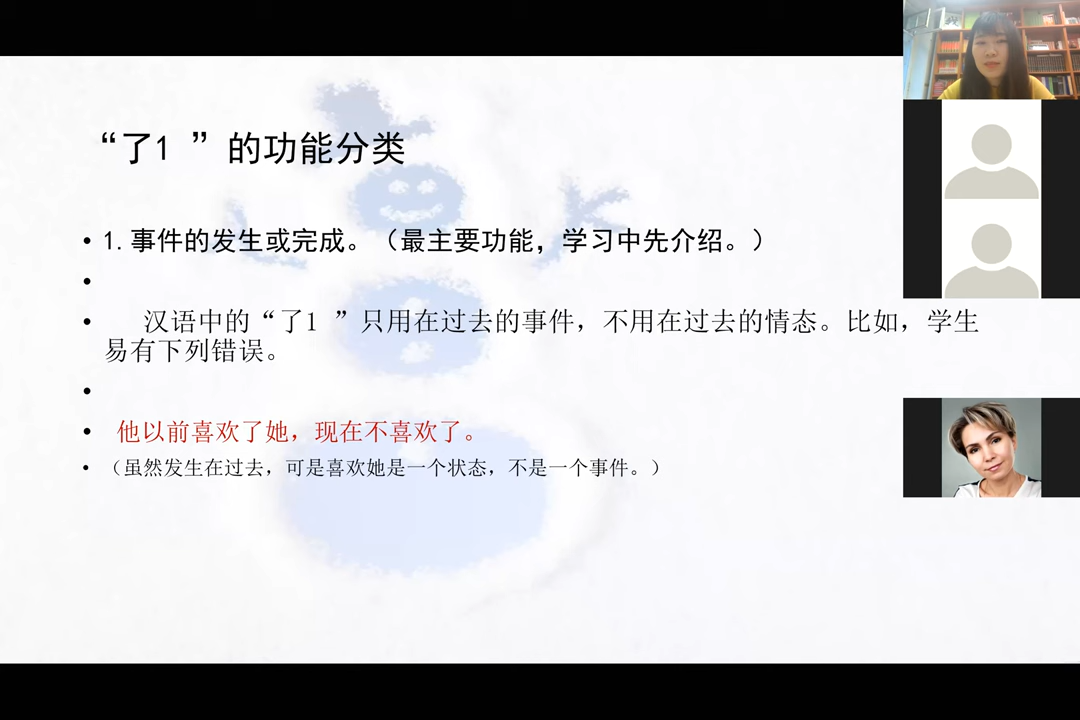 “了1 ”的功能分类
• 1.事件的发生或完成。（最主要功能，学习中先介绍。）
• 汉语中的“了1 ”只用在过去的事件，不用在过去的情态。比如，学生
易有下列错误。
• 他以前喜欢了她，现在不喜欢了。
• （虽然发生在过去，可是喜欢她是一个状态，不是一个事件。）